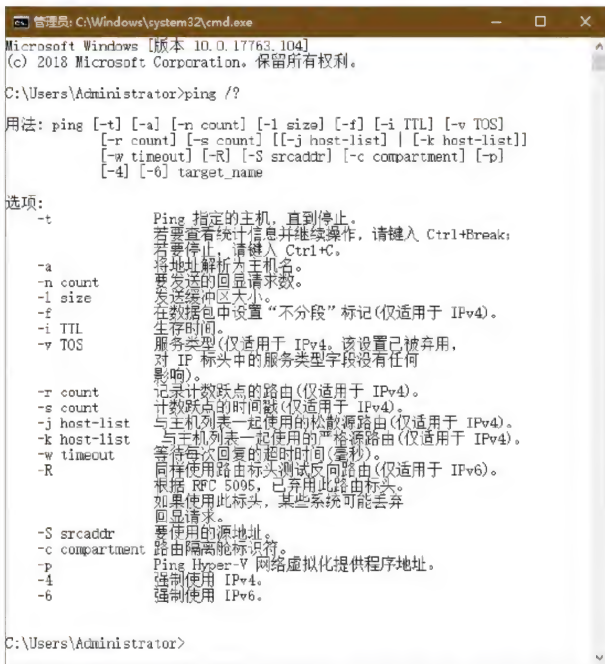 管理员: C:\Windows\system32\cmd.exe
Microsoft Windows [版本 10.0.17763.104]
(c) 2018 Microsoft Corporation。保留所有权利。
C:\Users\Administrator>ping /?
用法: ping [-t] [-a] [-n count] [-l size] [-f] [-i TTL] [-v TOS]
[-r count] [-s count] [[-j host-list] | [-k host-list]]
[-w timeout] [-R] [-S srcaddr] [-c compartment] [-p]
[-4] [-6] target_name
选项:
-t Ping 指定的主机，直到停止。
若要查看统计信息并继续操作，请键入 Ctrl+Break;
若要停止，请键入 Ctrl+C。
-a 将地址解析为主机名。
-n count 要发送的回显请求数。
-l size 发送缓冲区大小。
-f 在数据包中设置“不分段”标记(仅适用于 IPv4)。
-i TTL 生存时间。
-v TOS 服务类型(仅适用于 IPv4。该设置已被弃用，
对 IP 标头中的服务类型字段没有任何
影响)。
-r count 记录计数跃点的路由(仅适用于 IPv4)。
-s count 计数跃点的时间戳(仅适用于 IPv4)。
-j host-list 与主机列表一起使用的松散源路由(仅适用于 IPv4)。
-k host-list 与主机列表一起使用的严格源路由(仅适用于 IPv4)。
-w timeout 等待每次回复的超时时间(毫秒)。
-R 同样使用路由标头测试反向路由(仅适用于 IPv6)。
根据 RFC 5095，已弃用此路由标头。
如果使用此标头，某些系统可能丢弃
回显请求。
-S srcaddr 要使用的源地址。
-c compartment 路由隔离舱标识符。
-p Ping Hyper-V 网络虚拟化提供程序地址。
-4 强制使用 IPv4。
-6 强制使用 IPv6。
C:\Users\Administrator>